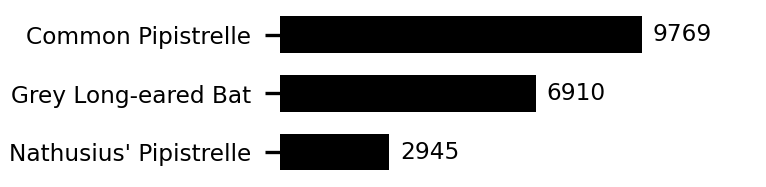 Common Pipistrelle 9769
Grey Long-eared Bat 6910
Nathusius' Pipistrelle 2945